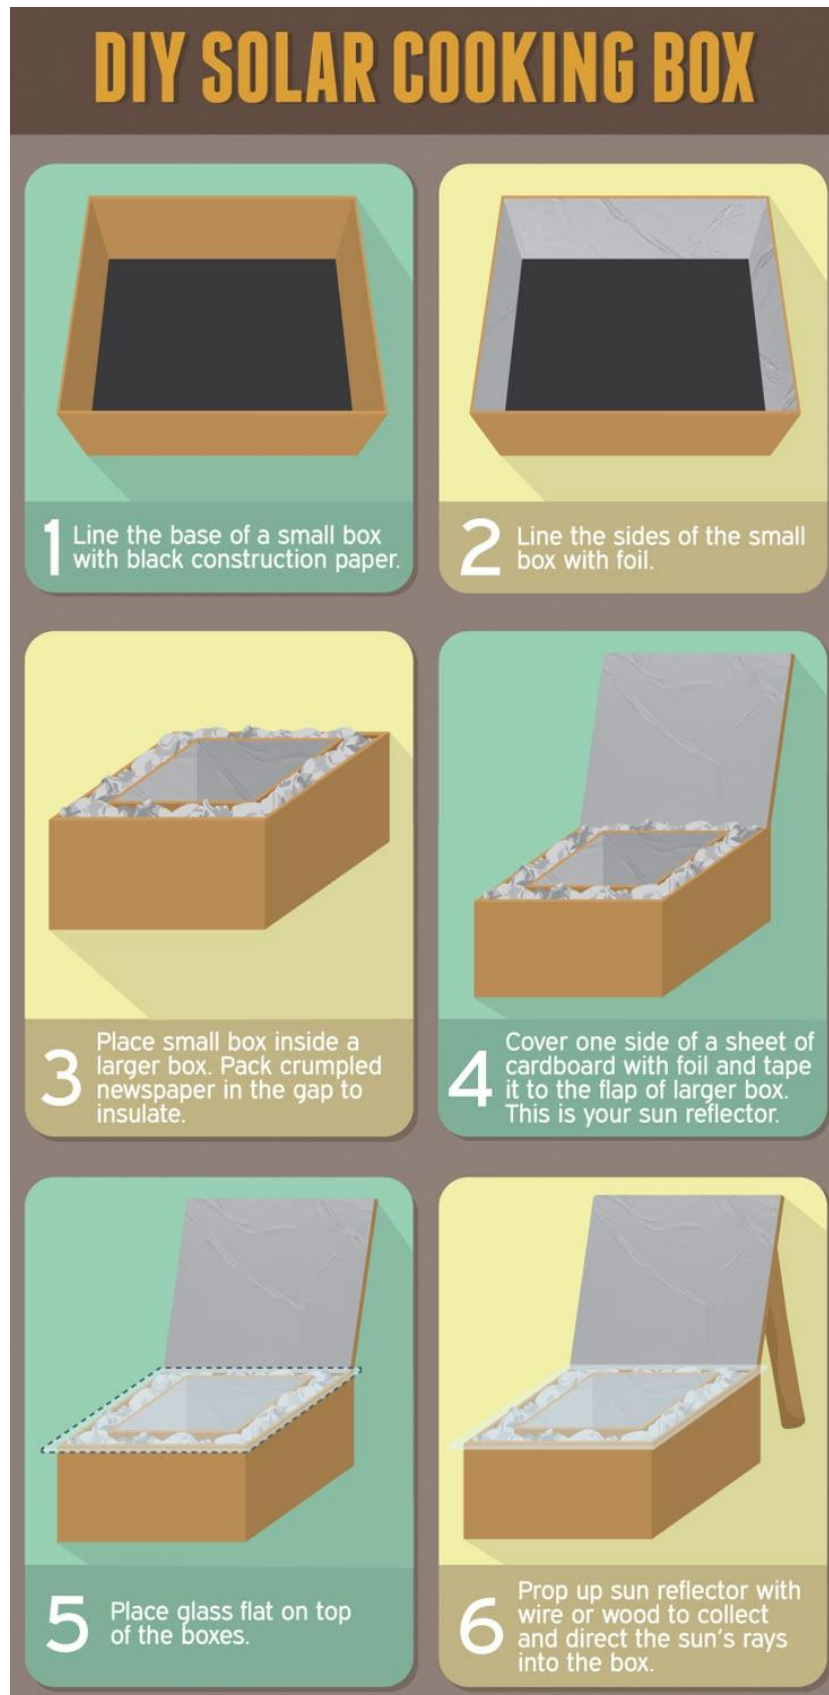 DIY SOLAR COOKING BOX
1 Line the base of a small box
with black construction paper.
2 Line the sides of the small
box with foil.
3 Place small box inside a
larger box. Pack crumpled
newspaper in the gap to
insulate.
4 Cover one side of a sheet of
cardboard with foil and tape
it to the flap of larger box.
This is your sun reflector.
5 Place glass flat on top
of the boxes.
6 Prop up sun reflector with
wire or wood to collect
and direct the sun's rays
into the box.